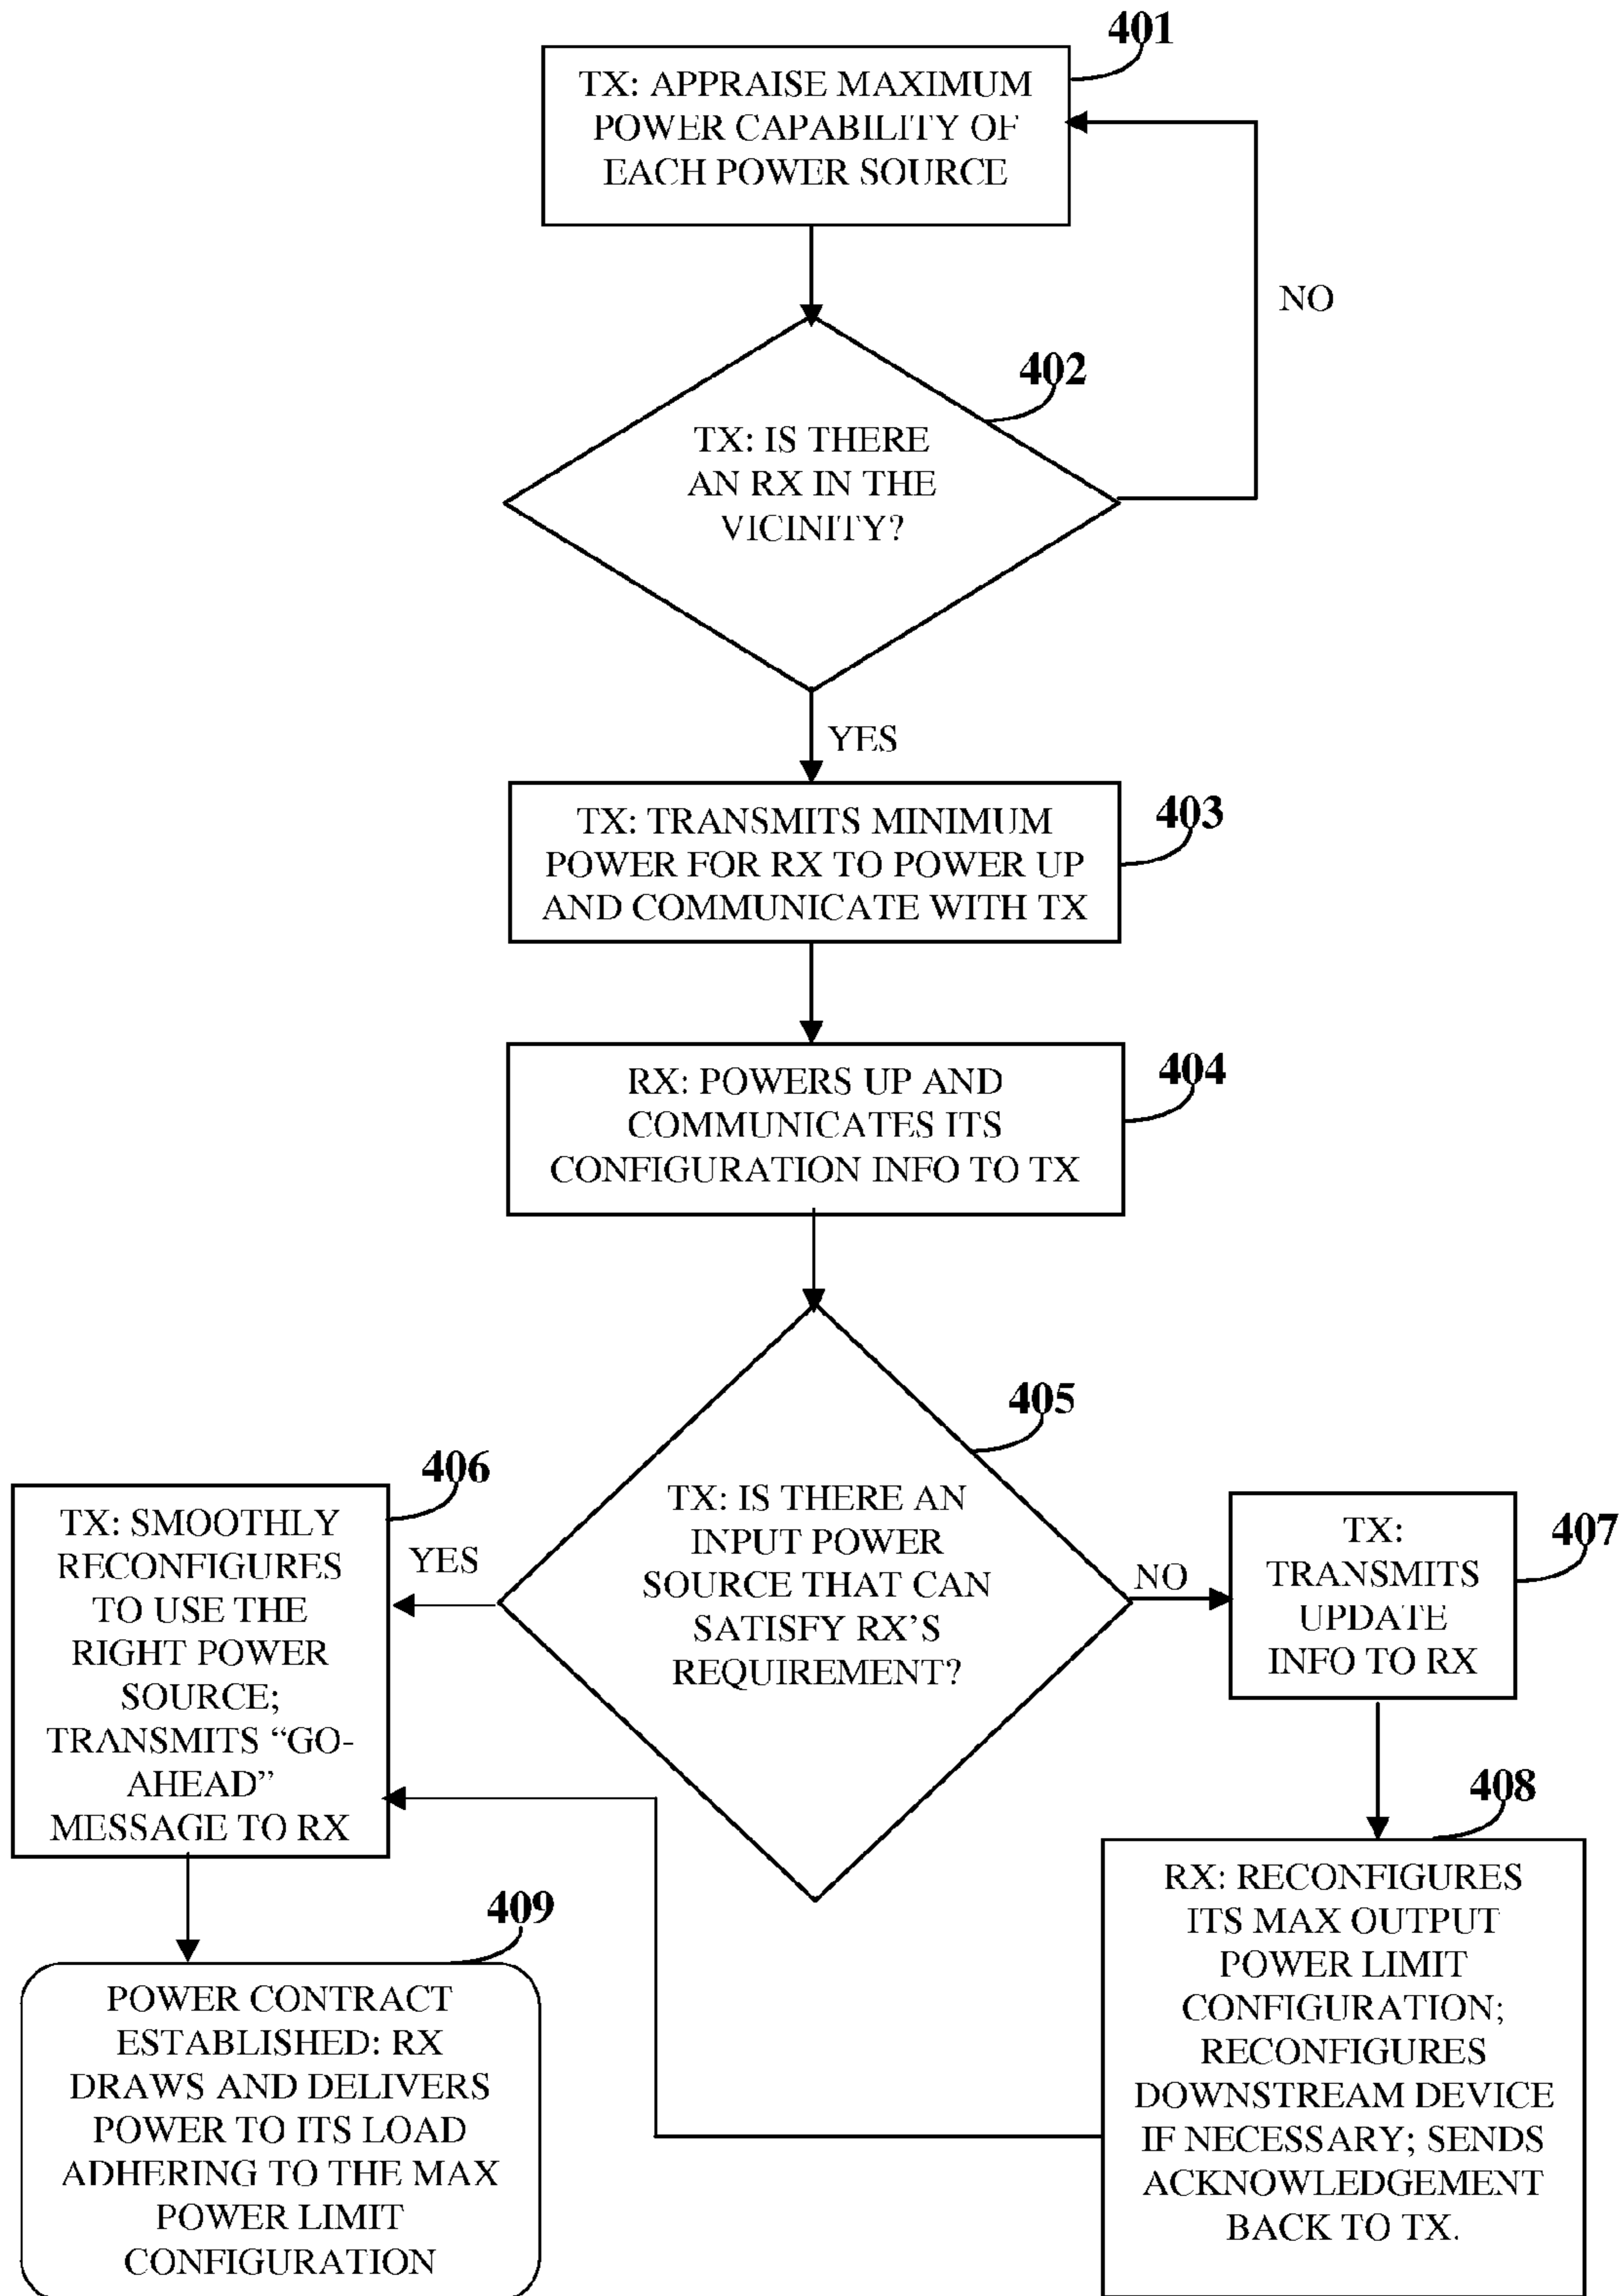 401
TX: APPRAISE MAXIMUM
POWER CAPABILITY OF
EACH POWER SOURCE
NO
402
TX: IS THERE
AN RX IN THE
VICINITY?
YES
403
TX: TRANSMITS MINIMUM
POWER FOR RX TO POWER UP
AND COMMUNICATE WITH TX
404
RX: POWERS UP AND
COMMUNICATES ITS
CONFIGURATION INFO TO TX
405
TX: IS THERE AN
INPUT POWER
SOURCE THAT CAN
SATISFY RX’S
REQUIREMENT?
YES
NO
406
TX: SMOOTHLY
RECONFIGURES
TO USE THE
RIGHT POWER
SOURCE;
TRANSMITS “GO-
AHEAD”
MESSAGE TO RX
407
TX:
TRANSMITS
UPDATE
INFO TO RX
408
RX: RECONFIGURES
ITS MAX OUTPUT
POWER LIMIT
CONFIGURATION;
RECONFIGURES
DOWNSTREAM DEVICE
IF NECESSARY; SENDS
ACKNOWLEDGEMENT
BACK TO TX.
409
POWER CONTRACT
ESTABLISHED: RX
DRAWS AND DELIVERS
POWER TO ITS LOAD
ADHERING TO THE MAX
POWER LIMIT
CONFIGURATION